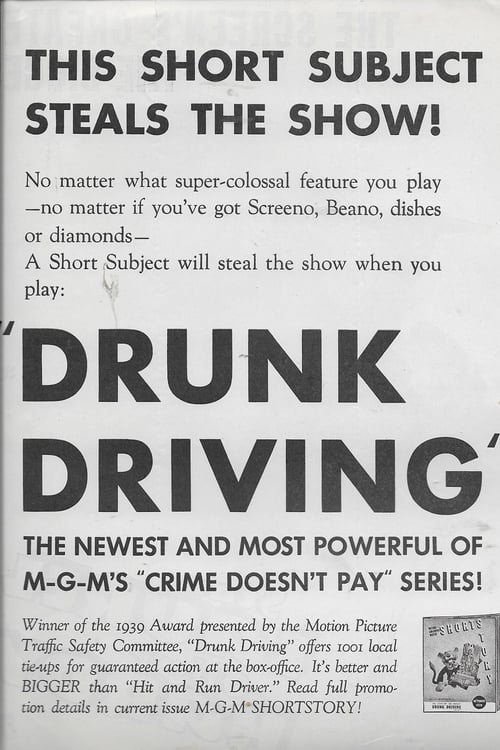 THIS SHORT SUBJECT
STEALS THE SHOW!
No matter what super-colossal feature you play
—no matter if you've got Screeno, Beano, dishes
or diamonds—
A Short Subject will steal the show when you
play:
"DRUNK
DRIVING"
THE NEWEST AND MOST POWERFUL OF
M-G-M'S "CRIME DOESN'T PAY" SERIES!
Winner of the 1939 Award presented by the Motion Picture
Traffic Safety Committee, "Drunk Driving" offers 1001 local
tie-ups for guaranteed action at the box-office. It's better and
BIGGER than "Hit and Run Driver." Read full promo-
tion details in current issue M-G-M SHORTSTORY!
SHORTS
STORY